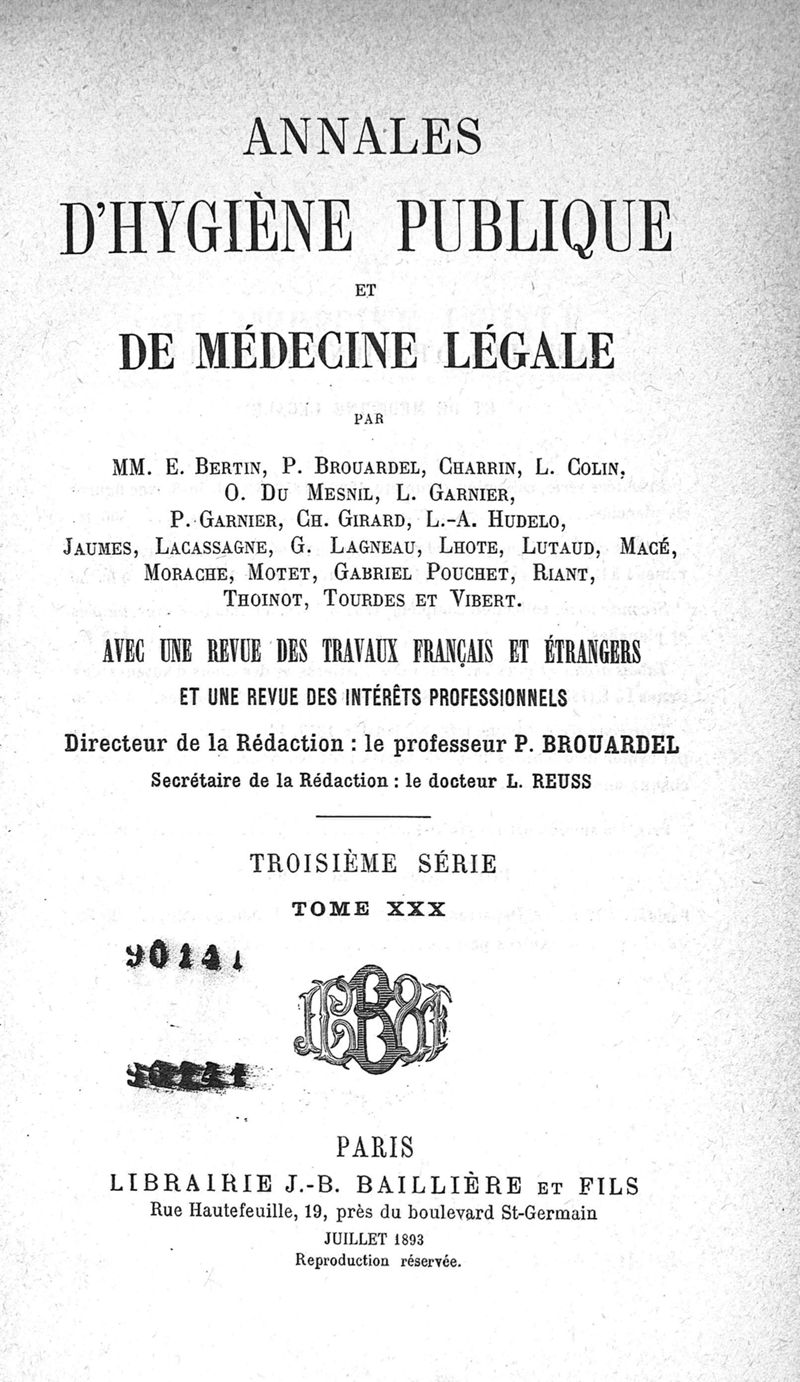 ANNALES
D'HYGIÈNE PUBLIQUE
ET
DE MÉDECINE LÉGALE
PAR
MM. E. BERTIN, P. BROUARDEL, CHARRIN, L. COLIN,
O. DU MESNIL, L. GARNIER,
P. GARNIER, CH. GIRARD, L.-A. HUDELO,
JAUMES, LACASSAGNE, G. LAGNEAU, LHOTE, LUTAUD, MACÉ,
MORACHE, MOTET, GABRIEL POUCHET, RIANT,
THOINOT, TOURDES ET VIBERT.
AVEC UNE REVUE DES TRAVAUX FRANÇAIS ET ÉTRANGERS
ET UNE REVUE DES INTÉRÊTS PROFESSIONNELS
Directeur de la Rédaction : le professeur P. BROUARDEL
Secrétaire de la Rédaction : le docteur L. REUSS
TROISIÈME SÉRIE
TOME XXX
90141
90141
PARIS
LIBRAIRIE J.-B. BAILLIÈRE ET FILS
Rue Hautefeuille, 19, près du boulevard St-Germain
JUILLET 1893
Reproduction réservée.